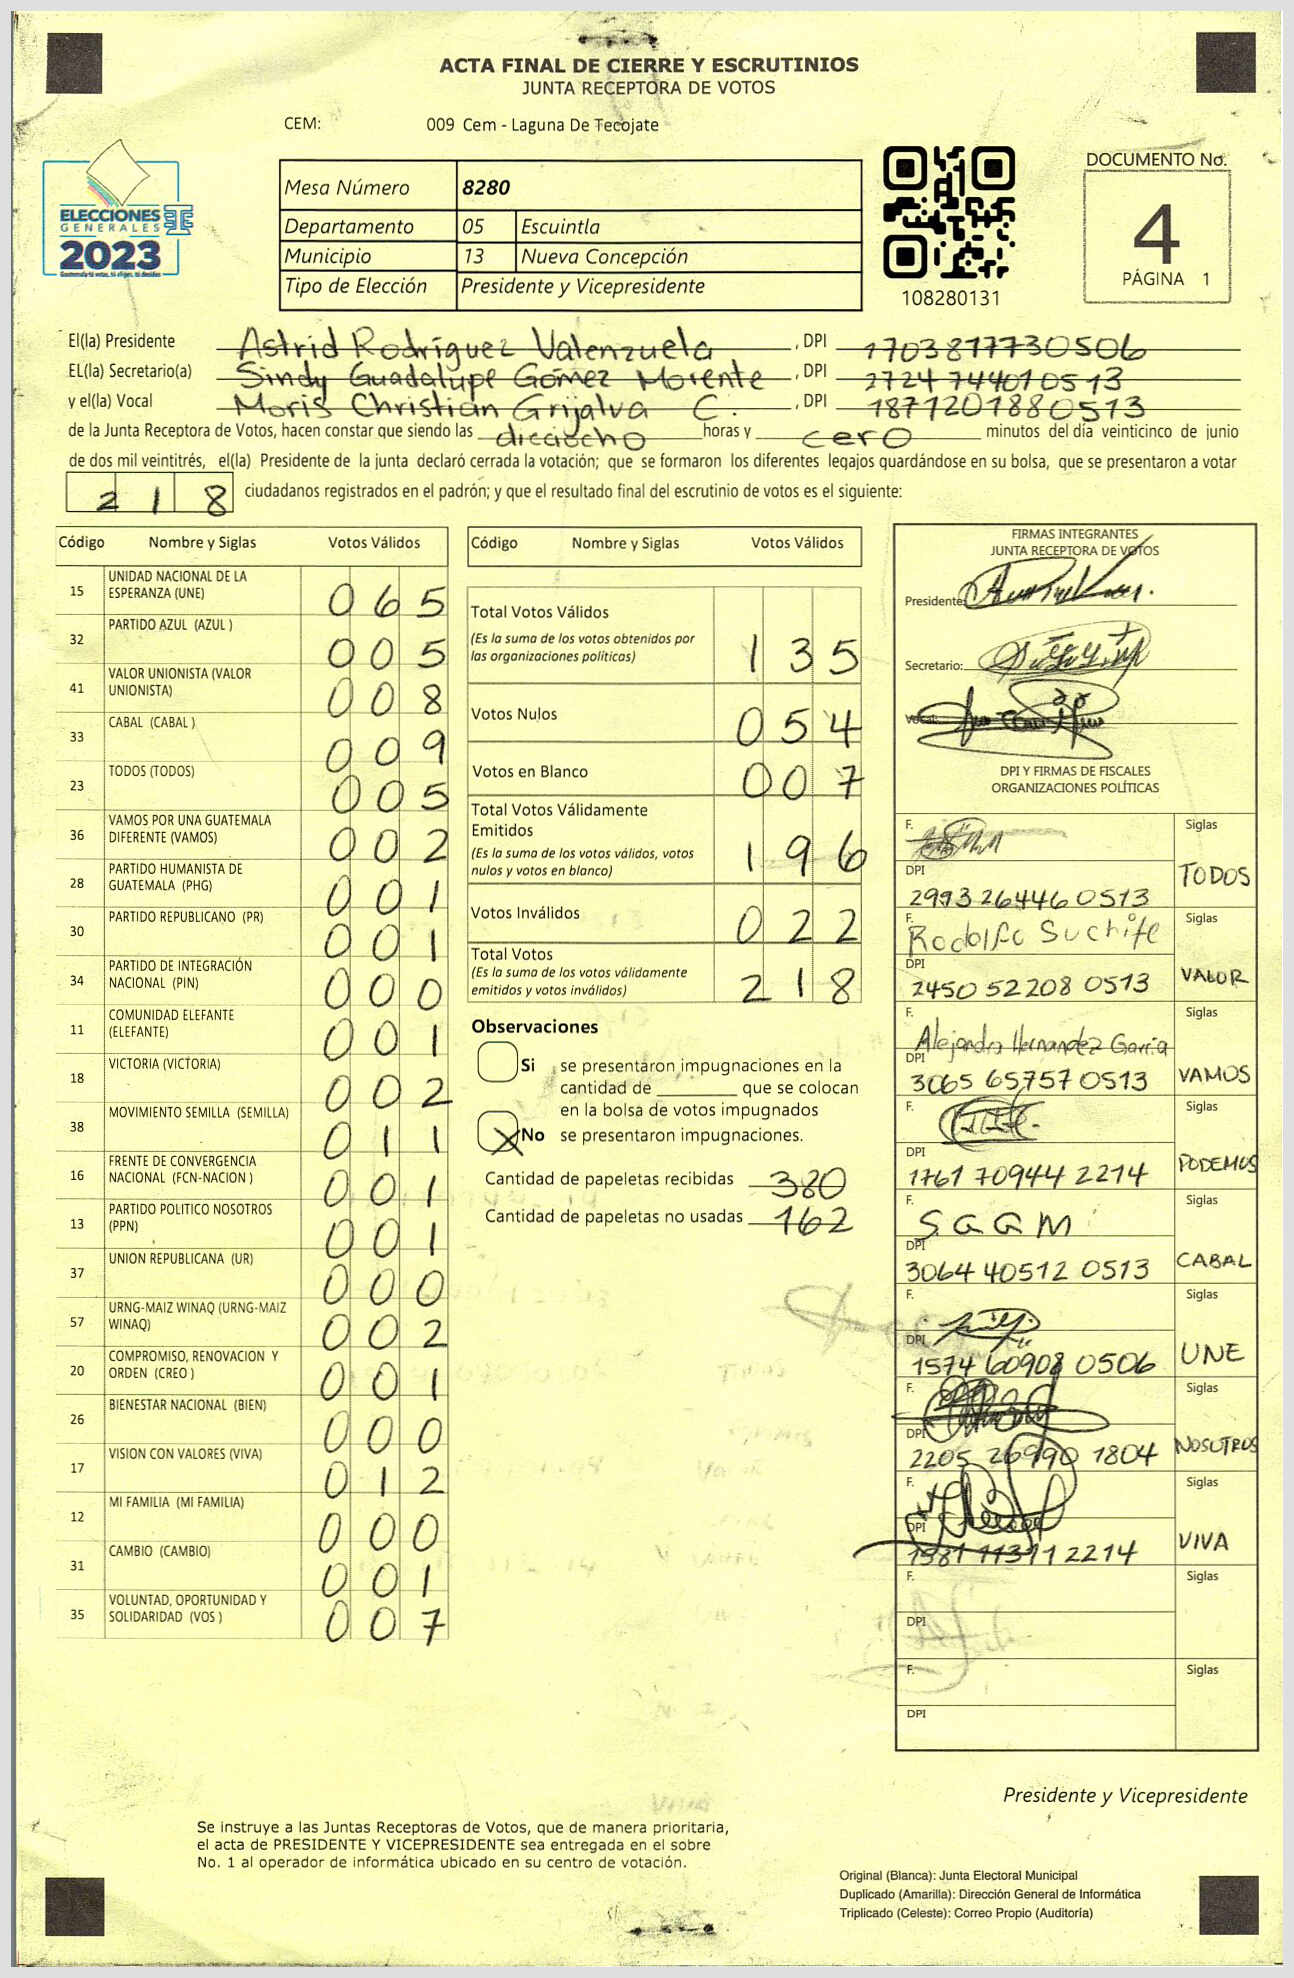 ACTA FINAL DE CIERRE Y ESCRUTINIOS
JUNTA RECEPTORA DE VOTOS
CEM: 009 Cem - Laguna De Tecojate
ELECCIONES
GENERALES
2023
Mesa Número 8280
Departamento 05 Escuintla
Municipio 13 Nueva Concepción
Tipo de Elección Presidente y Vicepresidente
108280131
DOCUMENTO No.
4
PÁGINA 1
El(la) Presidente Astrid Rodríguez Valenzuela , DPI 1703817730506
EL(la) Secretario(a) Sindy Guadalupe Gómez Morente , DPI 2724744010513
y el(la) Vocal Moris Christian Grijalva C. , DPI 1871201880513
de la Junta Receptora de Votos, hacen constar que siendo las dieciocho horas y cero minutos del día veinticinco de junio
de dos mil veintitrés, el(la) Presidente de la junta declaró cerrada la votación; que se formaron los diferentes legajos quardándose en su bolsa, que se presentaron a votar
218 ciudadanos registrados en el padrón; y que el resultado final del escrutinio de votos es el siguiente:
Código Nombre y Siglas Votos Válidos
15 UNIDAD NACIONAL DE LA ESPERANZA (UNE) 065
32 PARTIDO AZUL (AZUL ) 005
41 VALOR UNIONISTA (VALOR UNIONISTA) 008
33 CABAL (CABAL ) 009
23 TODOS (TODOS) 005
36 VAMOS POR UNA GUATEMALA DIFERENTE (VAMOS) 002
28 PARTIDO HUMANISTA DE GUATEMALA (PHG) 001
30 PARTIDO REPUBLICANO (PR) 001
34 PARTIDO DE INTEGRACIÓN NACIONAL (PIN) 000
11 COMUNIDAD ELEFANTE (ELEFANTE) 001
18 VICTORIA (VICTORIA) 002
38 MOVIMIENTO SEMILLA (SEMILLA) 011
16 FRENTE DE CONVERGENCIA NACIONAL (FCN-NACION ) 001
13 PARTIDO POLITICO NOSOTROS (PPN) 001
37 UNION REPUBLICANA (UR) 000
57 URNG-MAIZ WINAQ (URNG-MAIZ WINAQ) 002
20 COMPROMISO, RENOVACION Y ORDEN (CREO ) 001
26 BIENESTAR NACIONAL (BIEN) 000
17 VISION CON VALORES (VIVA) 012
12 MI FAMILIA (MI FAMILIA) 000
31 CAMBIO (CAMBIO) 001
35 VOLUNTAD, OPORTUNIDAD Y SOLIDARIDAD (VOS ) 007
Código Nombre y Siglas Votos Válidos
Total Votos Válidos 135
(Es la suma de los votos obtenidos por
las organizaciones políticas)
Votos Nulos 054
Votos en Blanco 007
Total Votos Válidamente
Emitidos 196
(Es la suma de los votos válidos, votos
nulos y votos en blanco)
Votos Inválidos 022
Total Votos 218
(Es la suma de los votos válidamente
emitidos y votos inválidos)
Observaciones
Si se presentaron impugnaciones en la
cantidad de ________ que se colocan
en la bolsa de votos impugnados
X No se presentaron impugnaciones.
Cantidad de papeletas recibidas 380
Cantidad de papeletas no usadas 162
FIRMAS INTEGRANTES
JUNTA RECEPTORA DE VOTOS
Presidente:
Secretario:
Vocal:
DPI Y FIRMAS DE FISCALES
ORGANIZACIONES POLÍTICAS
F. Siglas
DPI 2993 26446 0513 TODOS
F. Rodolfo Suchite Siglas
DPI 2450 52208 0513 VALOR
F. Alejandro Hernandez Garcia Siglas
DPI 3065 65757 0513 VAMOS
F. Siglas
DPI 1761 70944 2214 PODEMOS
F. S G G M Siglas
DPI 3064 40512 0513 CABAL
F. Siglas
DPI 1574 60908 0506 UNE
F. Siglas
DPI 2205 26990 1804 NOSOTROS
F. Siglas
DPI 1581 11311 2214 VIVA
F. Siglas
DPI
F. Siglas
DPI
Presidente y Vicepresidente
Se instruye a las Juntas Receptoras de Votos, que de manera prioritaria,
el acta de PRESIDENTE Y VICEPRESIDENTE sea entregada en el sobre
No. 1 al operador de informática ubicado en su centro de votación.
Original (Blanca): Junta Electoral Municipal
Duplicado (Amarilla): Dirección General de Informática
Triplicado (Celeste): Correo Propio (Auditoría)